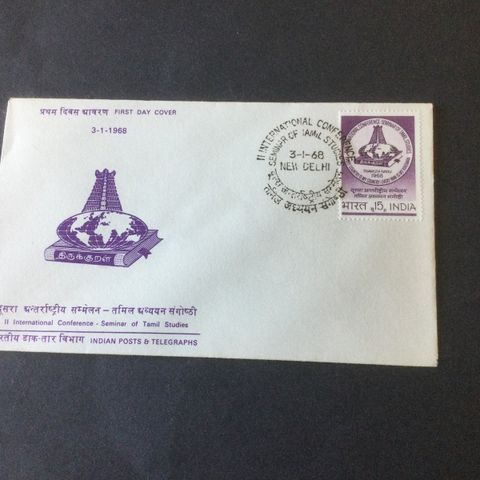 प्रथम दिवस आवरण FIRST DAY COVER
3-1-1968
திருக்குறள்
दूसरा अन्तर्राष्ट्रीय सम्मेलन – तमिल अध्ययन संगोष्ठी
II International Conference - Seminar of Tamil Studies
भारतीय डाक-तार विभाग INDIAN POSTS & TELEGRAPHS
II INTERNATIONAL CONFERENCE
SEMINAR OF TAMIL STUDIES
3-1-68
NEW DELHI
1968
भारत 15 INDIA